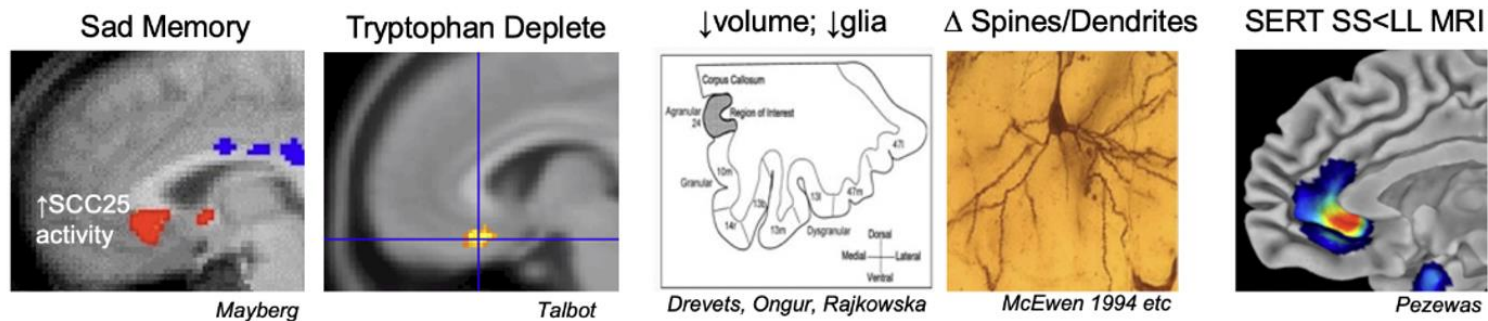 Sad Memory
↑SCC25
activity
Mayberg
Tryptophan Deplete
Talbot
↓volume; ↓glia
Corpus Callosum
Agranular
24
Region of Interest
Granular
10m
47l
13b
13l
47m
14r
13m
Dysgranular
Dorsal
Medial
Lateral
Ventral
Drevets, Ongur, Rajkowska
Δ Spines/Dendrites
McEwen 1994 etc
SERT SS<LL MRI
Pezewas